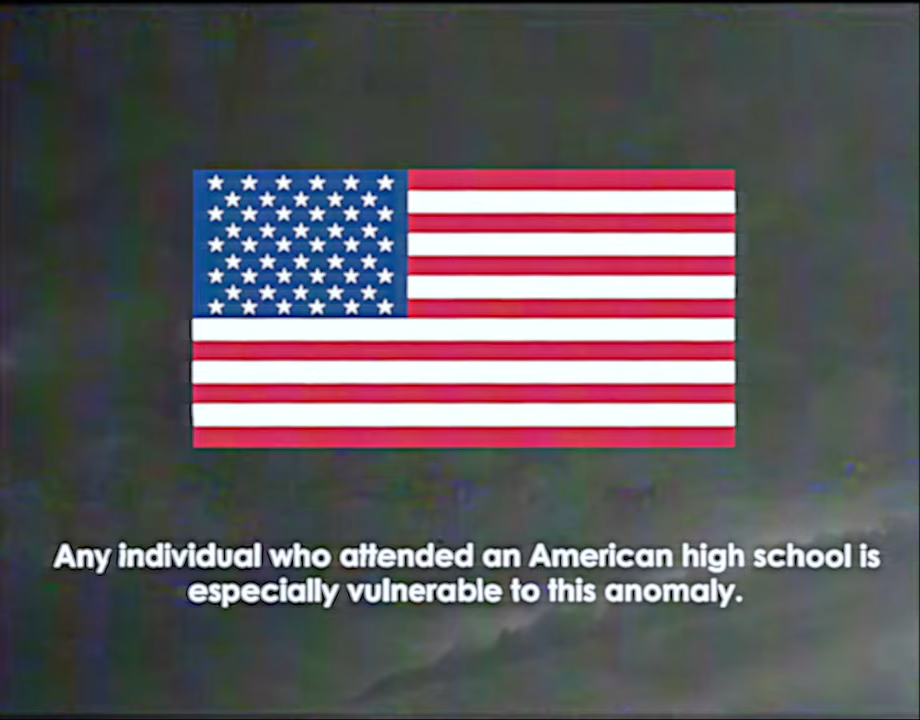 Any individual who attended an American high school is
especially vulnerable to this anomaly.